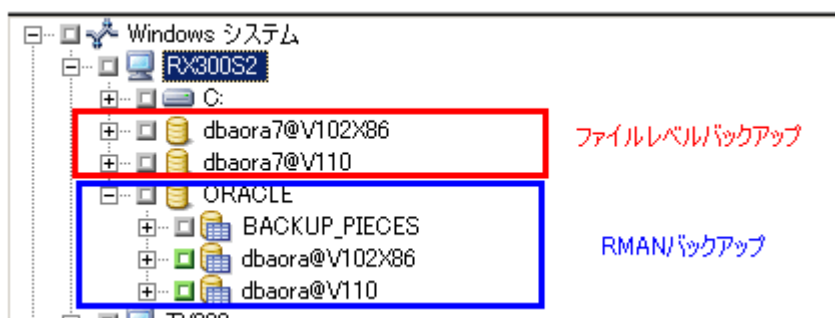 Windows システム
RX300S2
C:
dbaora7@V102X86
ファイルレベルバックアップ
dbaora7@V110
ORACLE
BACKUP_PIECES
RMANバックアップ
dbaora@V102X86
dbaora@V110